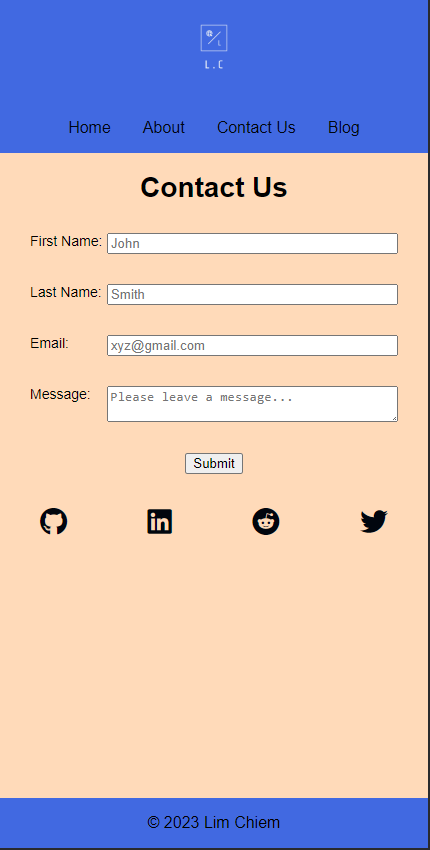 L.C
Home About Contact Us Blog
Contact Us
First Name: John
Last Name: Smith
Email: xyz@gmail.com
Message: Please leave a message...
Submit
in
© 2023 Lim Chiem